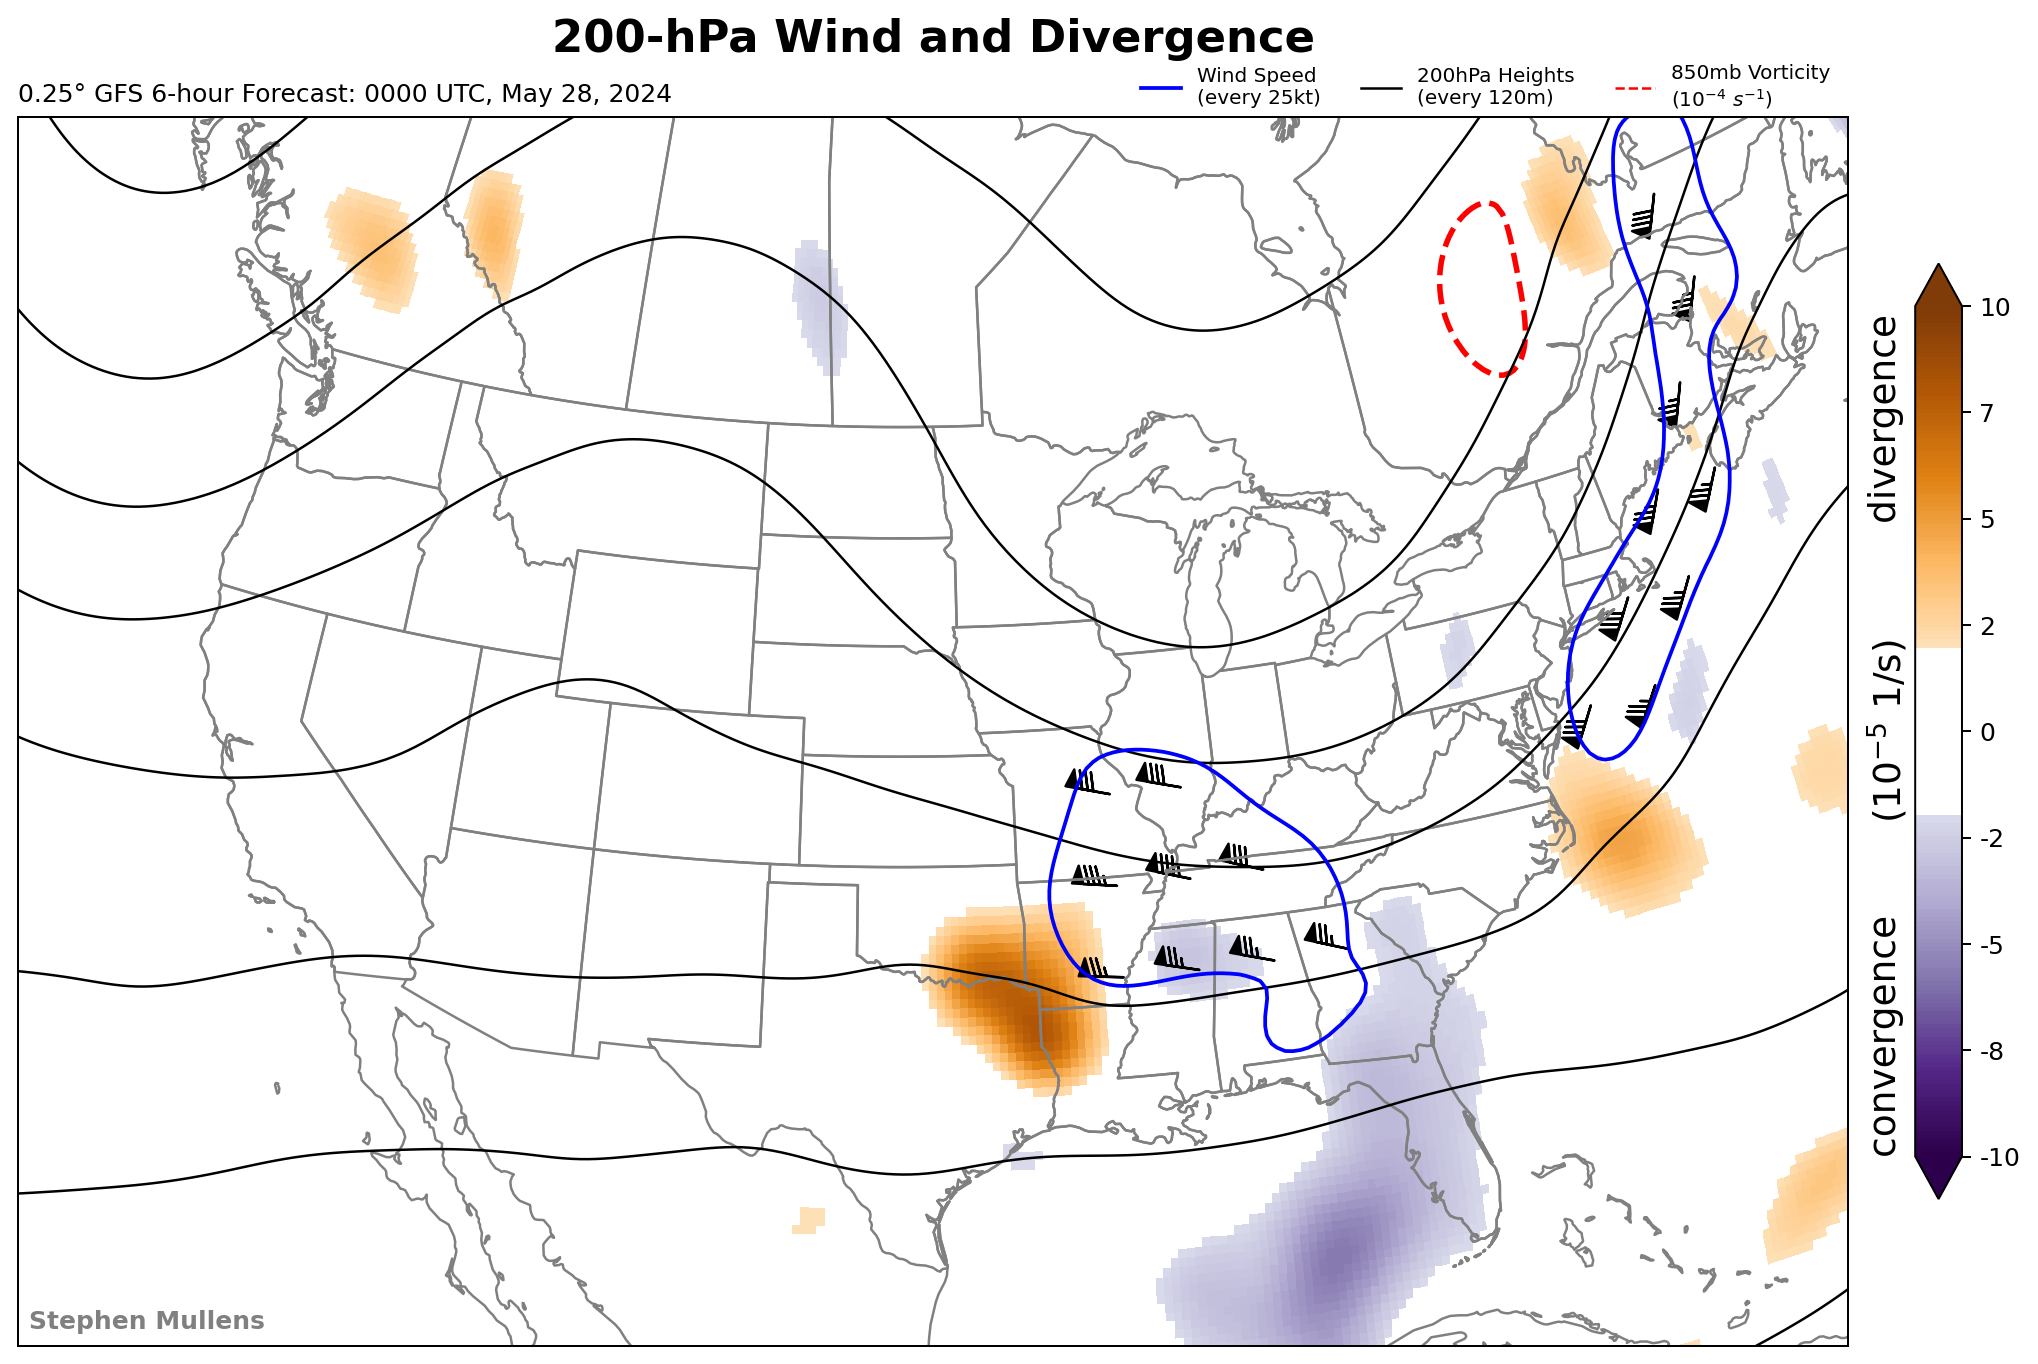 200-hPa Wind and Divergence
0.25° GFS 6-hour Forecast: 0000 UTC, May 28, 2024
Wind Speed
(every 25kt)
200hPa Heights
(every 120m)
850mb Vorticity
(10⁻⁴ s⁻¹)
10
7
5
2
0
-2
-5
-8
-10
convergence (10⁻⁵ 1/s) divergence
Stephen Mullens